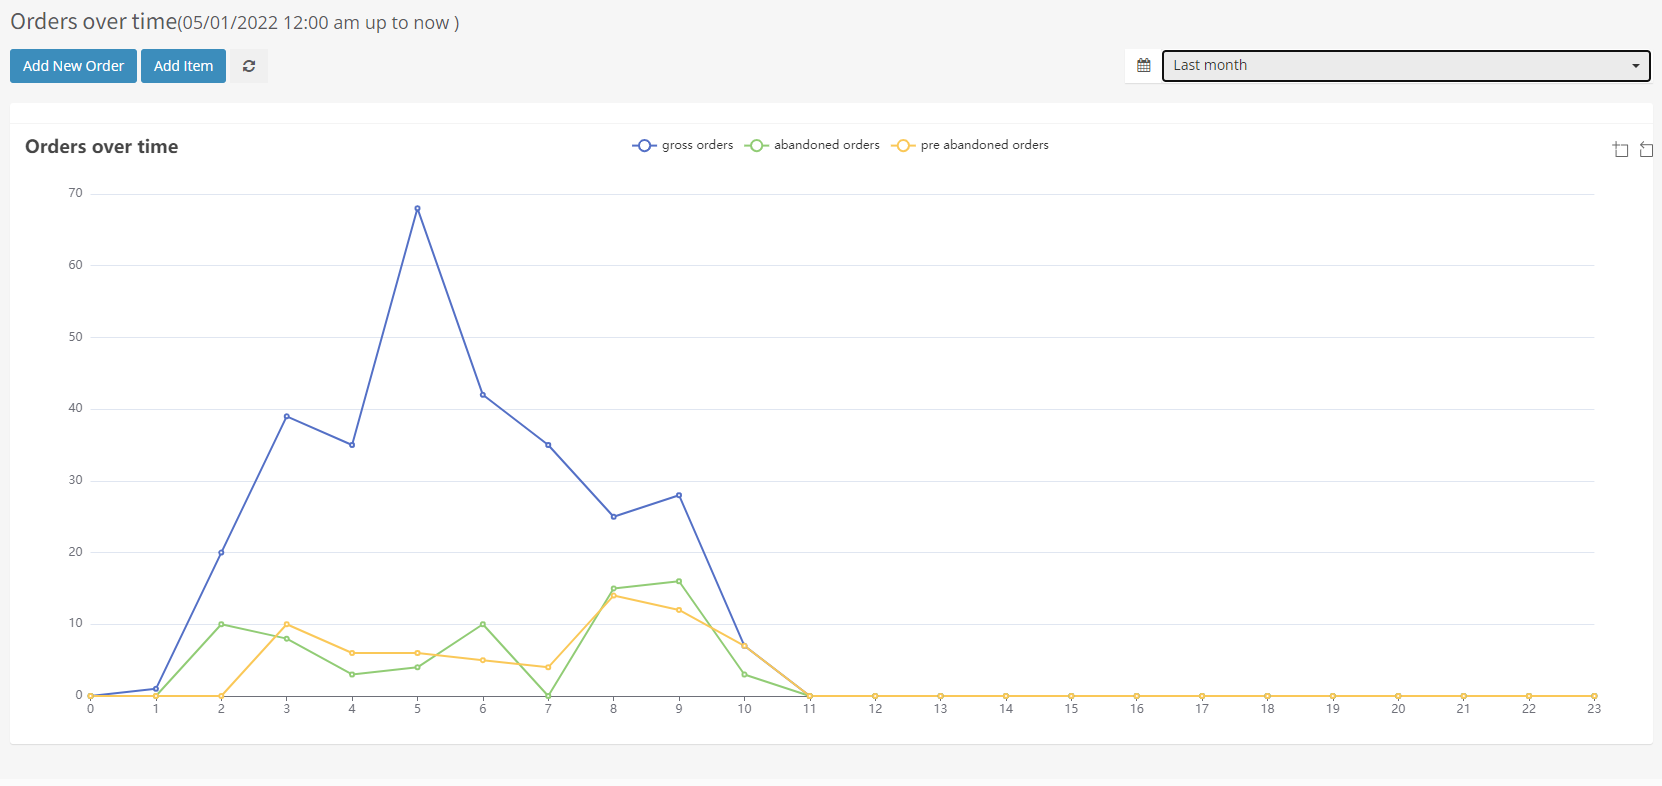 Orders over time(05/01/2022 12:00 am up to now )
Add New Order Add Item Last month
Orders over time gross orders abandoned orders pre abandoned orders
70
60
50
40
30
20
10
0
0 1 2 3 4 5 6 7 8 9 10 11 12 13 14 15 16 17 18 19 20 21 22 23